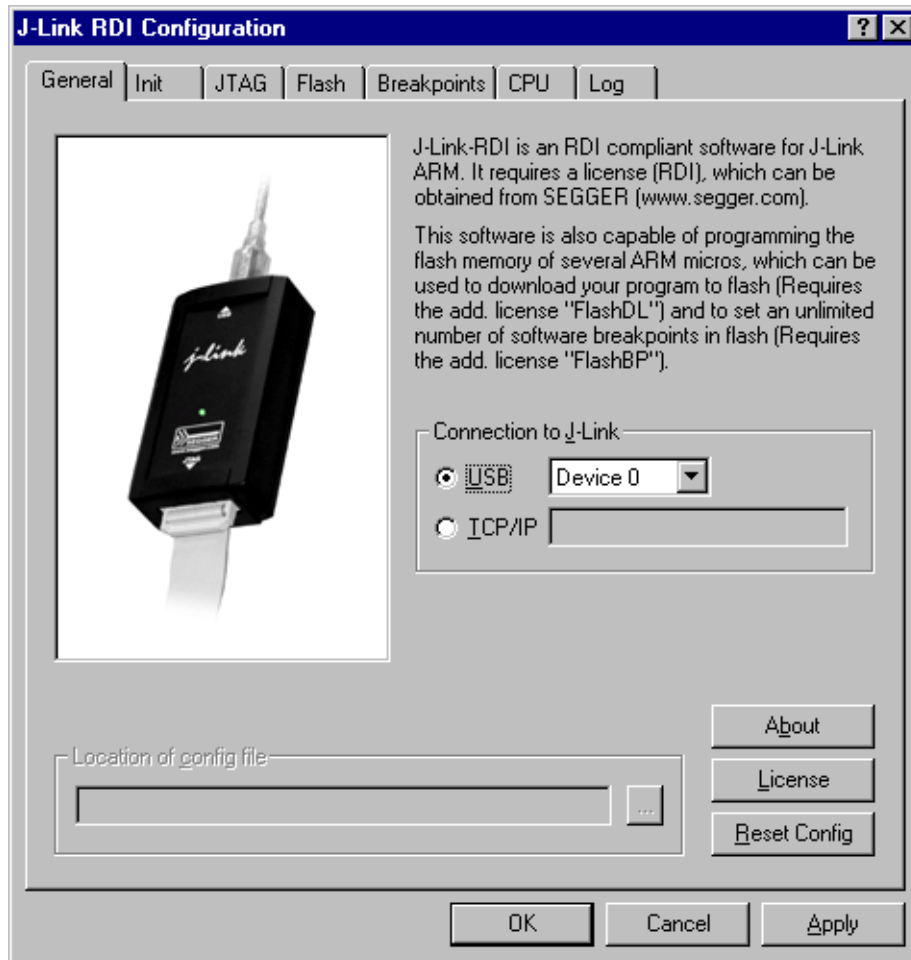 J-Link RDI Configuration
General Init JTAG Flash Breakpoints CPU Log
J-Link-RDI is an RDI compliant software for J-Link
ARM. It requires a license (RDI), which can be
obtained from SEGGER (www.segger.com).
This software is also capable of programming the
flash memory of several ARM micros, which can be
used to download your program to flash (Requires
the add. license "FlashDL") and to set an unlimited
number of software breakpoints in flash (Requires
the add. license "FlashBP").
j-link
SEGGER
JTAG
Connection to J-Link
USB Device 0
TCP/IP
About
Location of config file
License
...
Reset Config
OK Cancel Apply